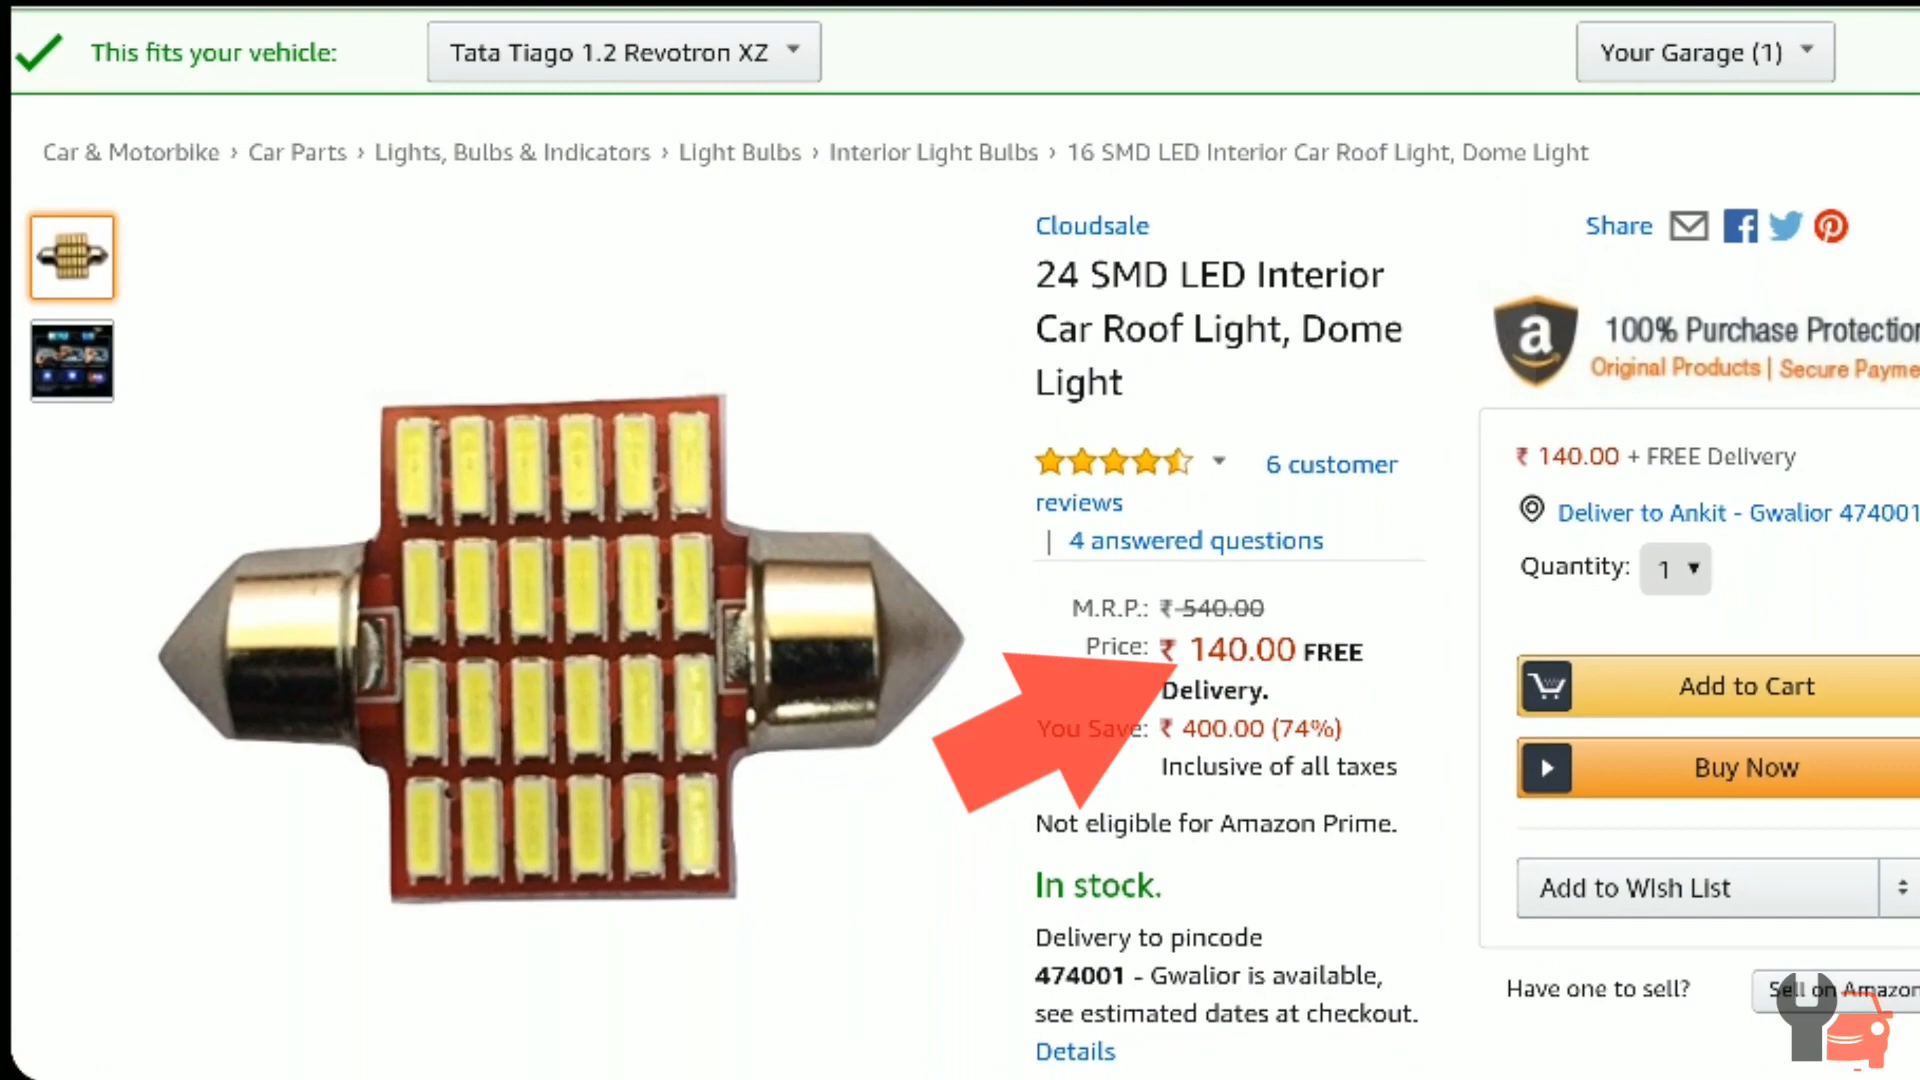 This fits your vehicle:
Tata Tiago 1.2 Revotron XZ
Your Garage (1)
Car & Motorbike › Car Parts › Lights, Bulbs & Indicators › Light Bulbs › Interior Light Bulbs › 16 SMD LED Interior Car Roof Light, Dome Light
Cloudsale
24 SMD LED Interior
Car Roof Light, Dome
Light
6 customer
reviews
| 4 answered questions
M.R.P.: ₹ 540.00
Price: ₹ 140.00 FREE
Delivery.
You Save: ₹ 400.00 (74%)
Inclusive of all taxes
Not eligible for Amazon Prime.
In stock.
Delivery to pincode
474001 - Gwalior is available,
see estimated dates at checkout.
Details
Share
a
100% Purchase Protection
Original Products | Secure Payme
₹ 140.00 + FREE Delivery
Deliver to Ankit - Gwalior 474001
Quantity: 1
Add to Cart
Buy Now
Add to Wish List
Have one to sell?
Sell on Amazon